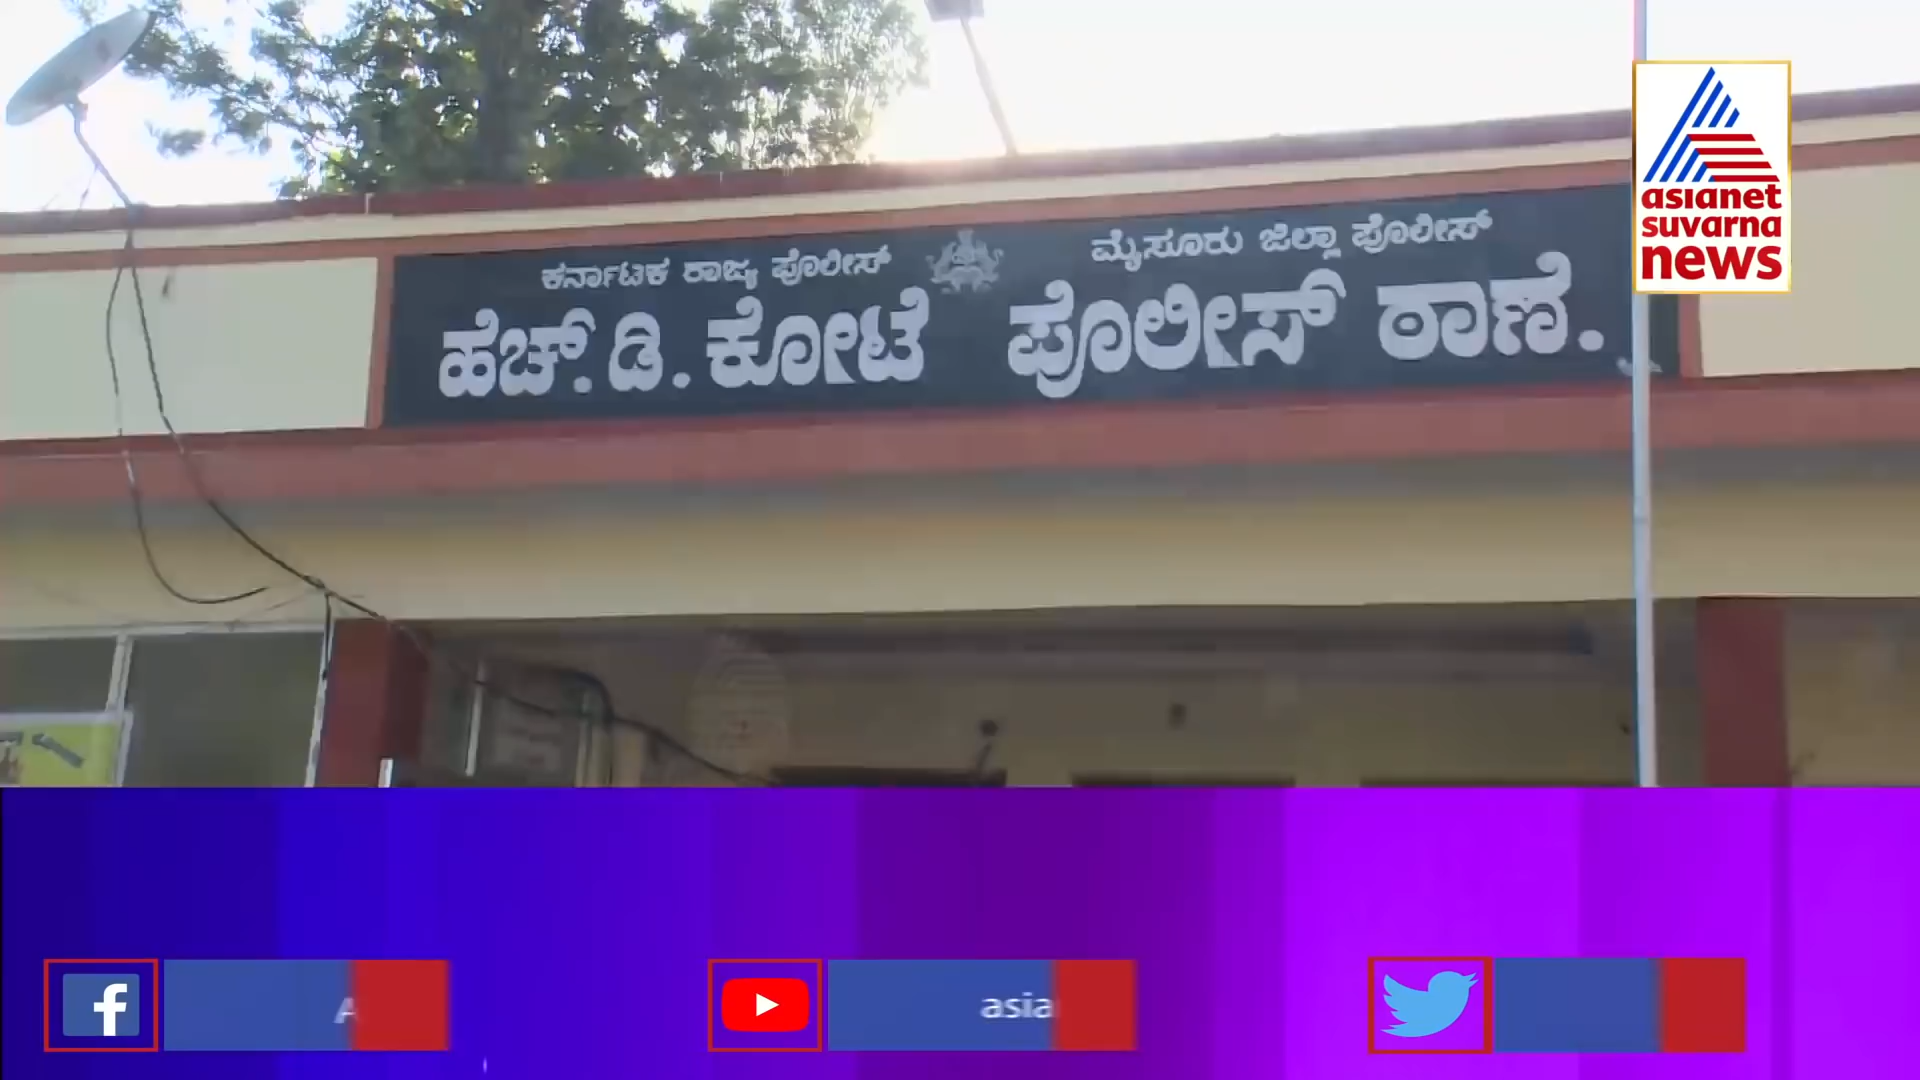 ಕರ್ನಾಟಕ ರಾಜ್ಯ ಪೊಲೀಸ್ ಮೈಸೂರು ಜಿಲ್ಲಾ ಪೊಲೀಸ್
ಹೆಚ್.ಡಿ. ಕೋಟೆ ಪೊಲೀಸ್ ಠಾಣೆ.
asianet
suvarna
news
A
asia